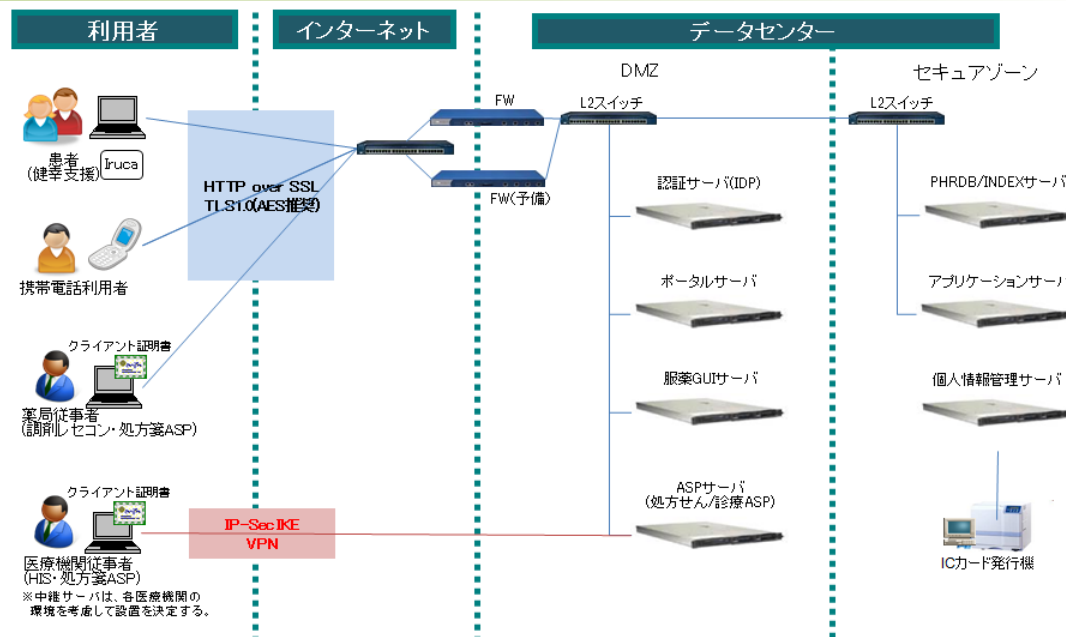 利用者
インターネット
データセンター
DMZ
セキュアゾーン
FW
L2スイッチ
L2スイッチ
患者
(健幸支援)
Iruca
HTTP over SSL
TLS1.0(AES推奨)
FW(予備)
認証サーバ(IDP)
PHRDB/INDEXサーバ
携帯電話利用者
ポータルサーバ
アプリケーションサーバ
クライアント証明書
服薬GUIサーバ
個人情報管理サーバ
薬局従事者
(調剤レセコン・処方箋ASP)
クライアント証明書
ASPサーバ
(処方せん/診療ASP)
IP-Sec IKE
VPN
医療機関従事者
(HIS・処方箋ASP)
ICカード発行機
※中継サーバは、各医療機関の
環境を考慮して設置を決定する。